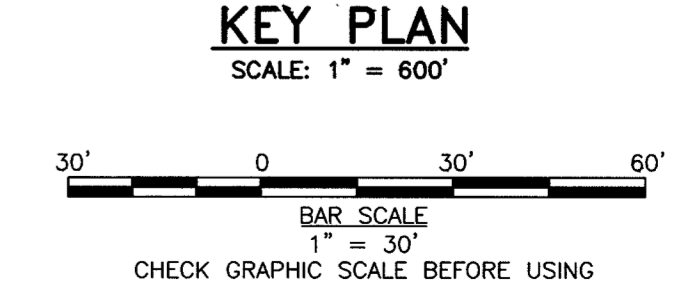 KEY PLAN
SCALE: 1" = 600'
30' 0 30' 60'
BAR SCALE
1" = 30'
CHECK GRAPHIC SCALE BEFORE USING